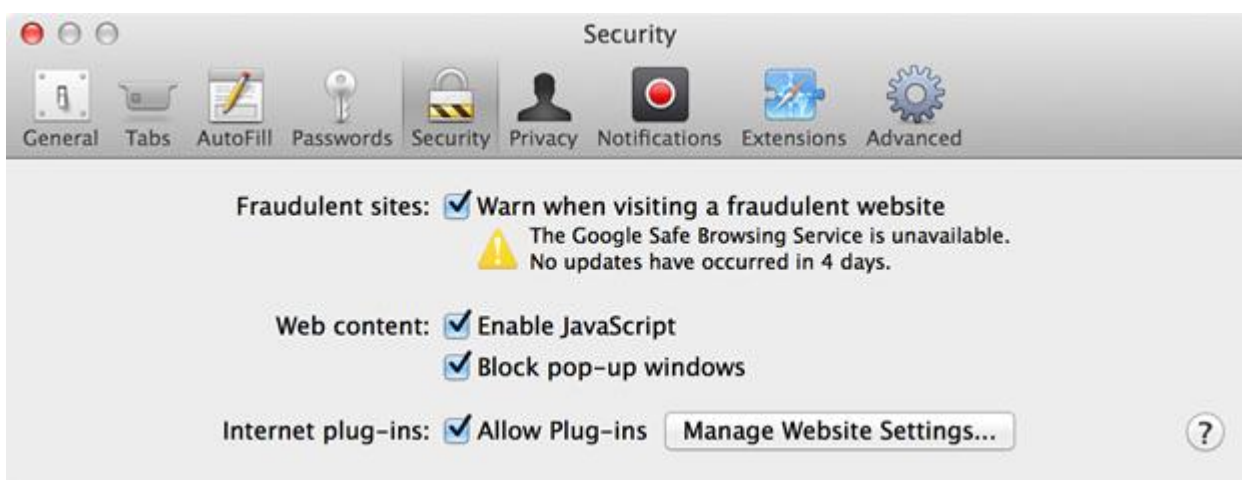 Security
General Tabs AutoFill Passwords Security Privacy Notifications Extensions Advanced
Fraudulent sites: Warn when visiting a fraudulent website
The Google Safe Browsing Service is unavailable.
No updates have occurred in 4 days.
Web content: Enable JavaScript
Block pop-up windows
Internet plug-ins: Allow Plug-ins Manage Website Settings... ?